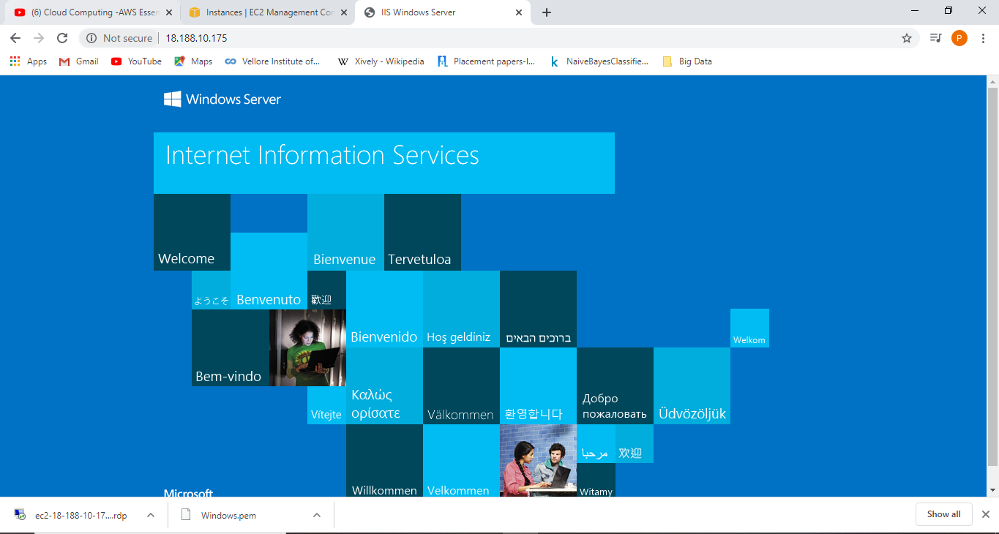 (6) Cloud Computing -AWS Essen
Instances | EC2 Management Con
IIS Windows Server
Not secure
18.188.10.175
P
Apps
Gmail
YouTube
Maps
Vellore Institute of...
W
Xively - Wikipedia
Placement papers-I...
k
NaiveBayesClassifie...
Big Data
Windows Server
Internet Information Services
Welcome
Bienvenue
Tervetuloa
ようこそ
Benvenuto
歡迎
Bienvenido
Hoş geldiniz
ברוכים הבאים
Welkom
Bem-vindo
Vítejte
Καλώς
ορίσατε
Välkommen
환영합니다
Добро
пожаловать
Üdvözöljük
Microsoft
Willkommen
Velkommen
مرحبا
欢迎
Witamy
ec2-18-188-10-17....rdp
Windows.pem
Show all